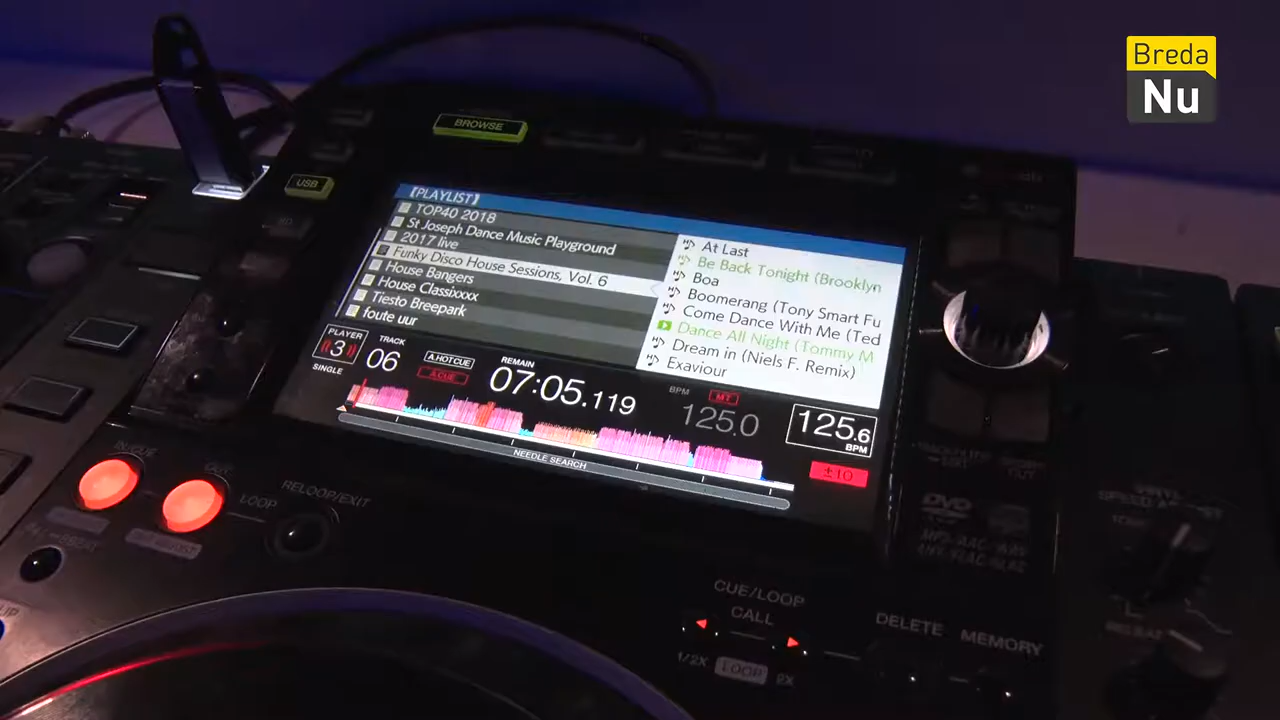 Breda
Nu
BROWSE
USB
[PLAYLIST]
TOP40 2018
St Joseph Dance Music Playground
2017 live
Funkу Disco House Sessions, Vol. 6
House Bangers
House Classixxxx
Tiesto Breepark
foute uur
At Last
Be Back Tonight (Brooklyn
Boa
Boomerang (Tony Smart Fu
Come Dance With Me (Ted
Dance All Night (Tommy M
Dream in (Niels F. Remix)
Exaviour
PLAYER
3
SINGLE
TRACK
06
A.HOTCUE
A.CUE
REMAIN
07:05.119
BPM
125.0
MT
125.6
BPM
±10
NEEDLE SEARCH
LOOP
RELOOP/EXIT
CUE/LOOP
CALL
1/2X
LOOP
2X
DELETE
MEMORY